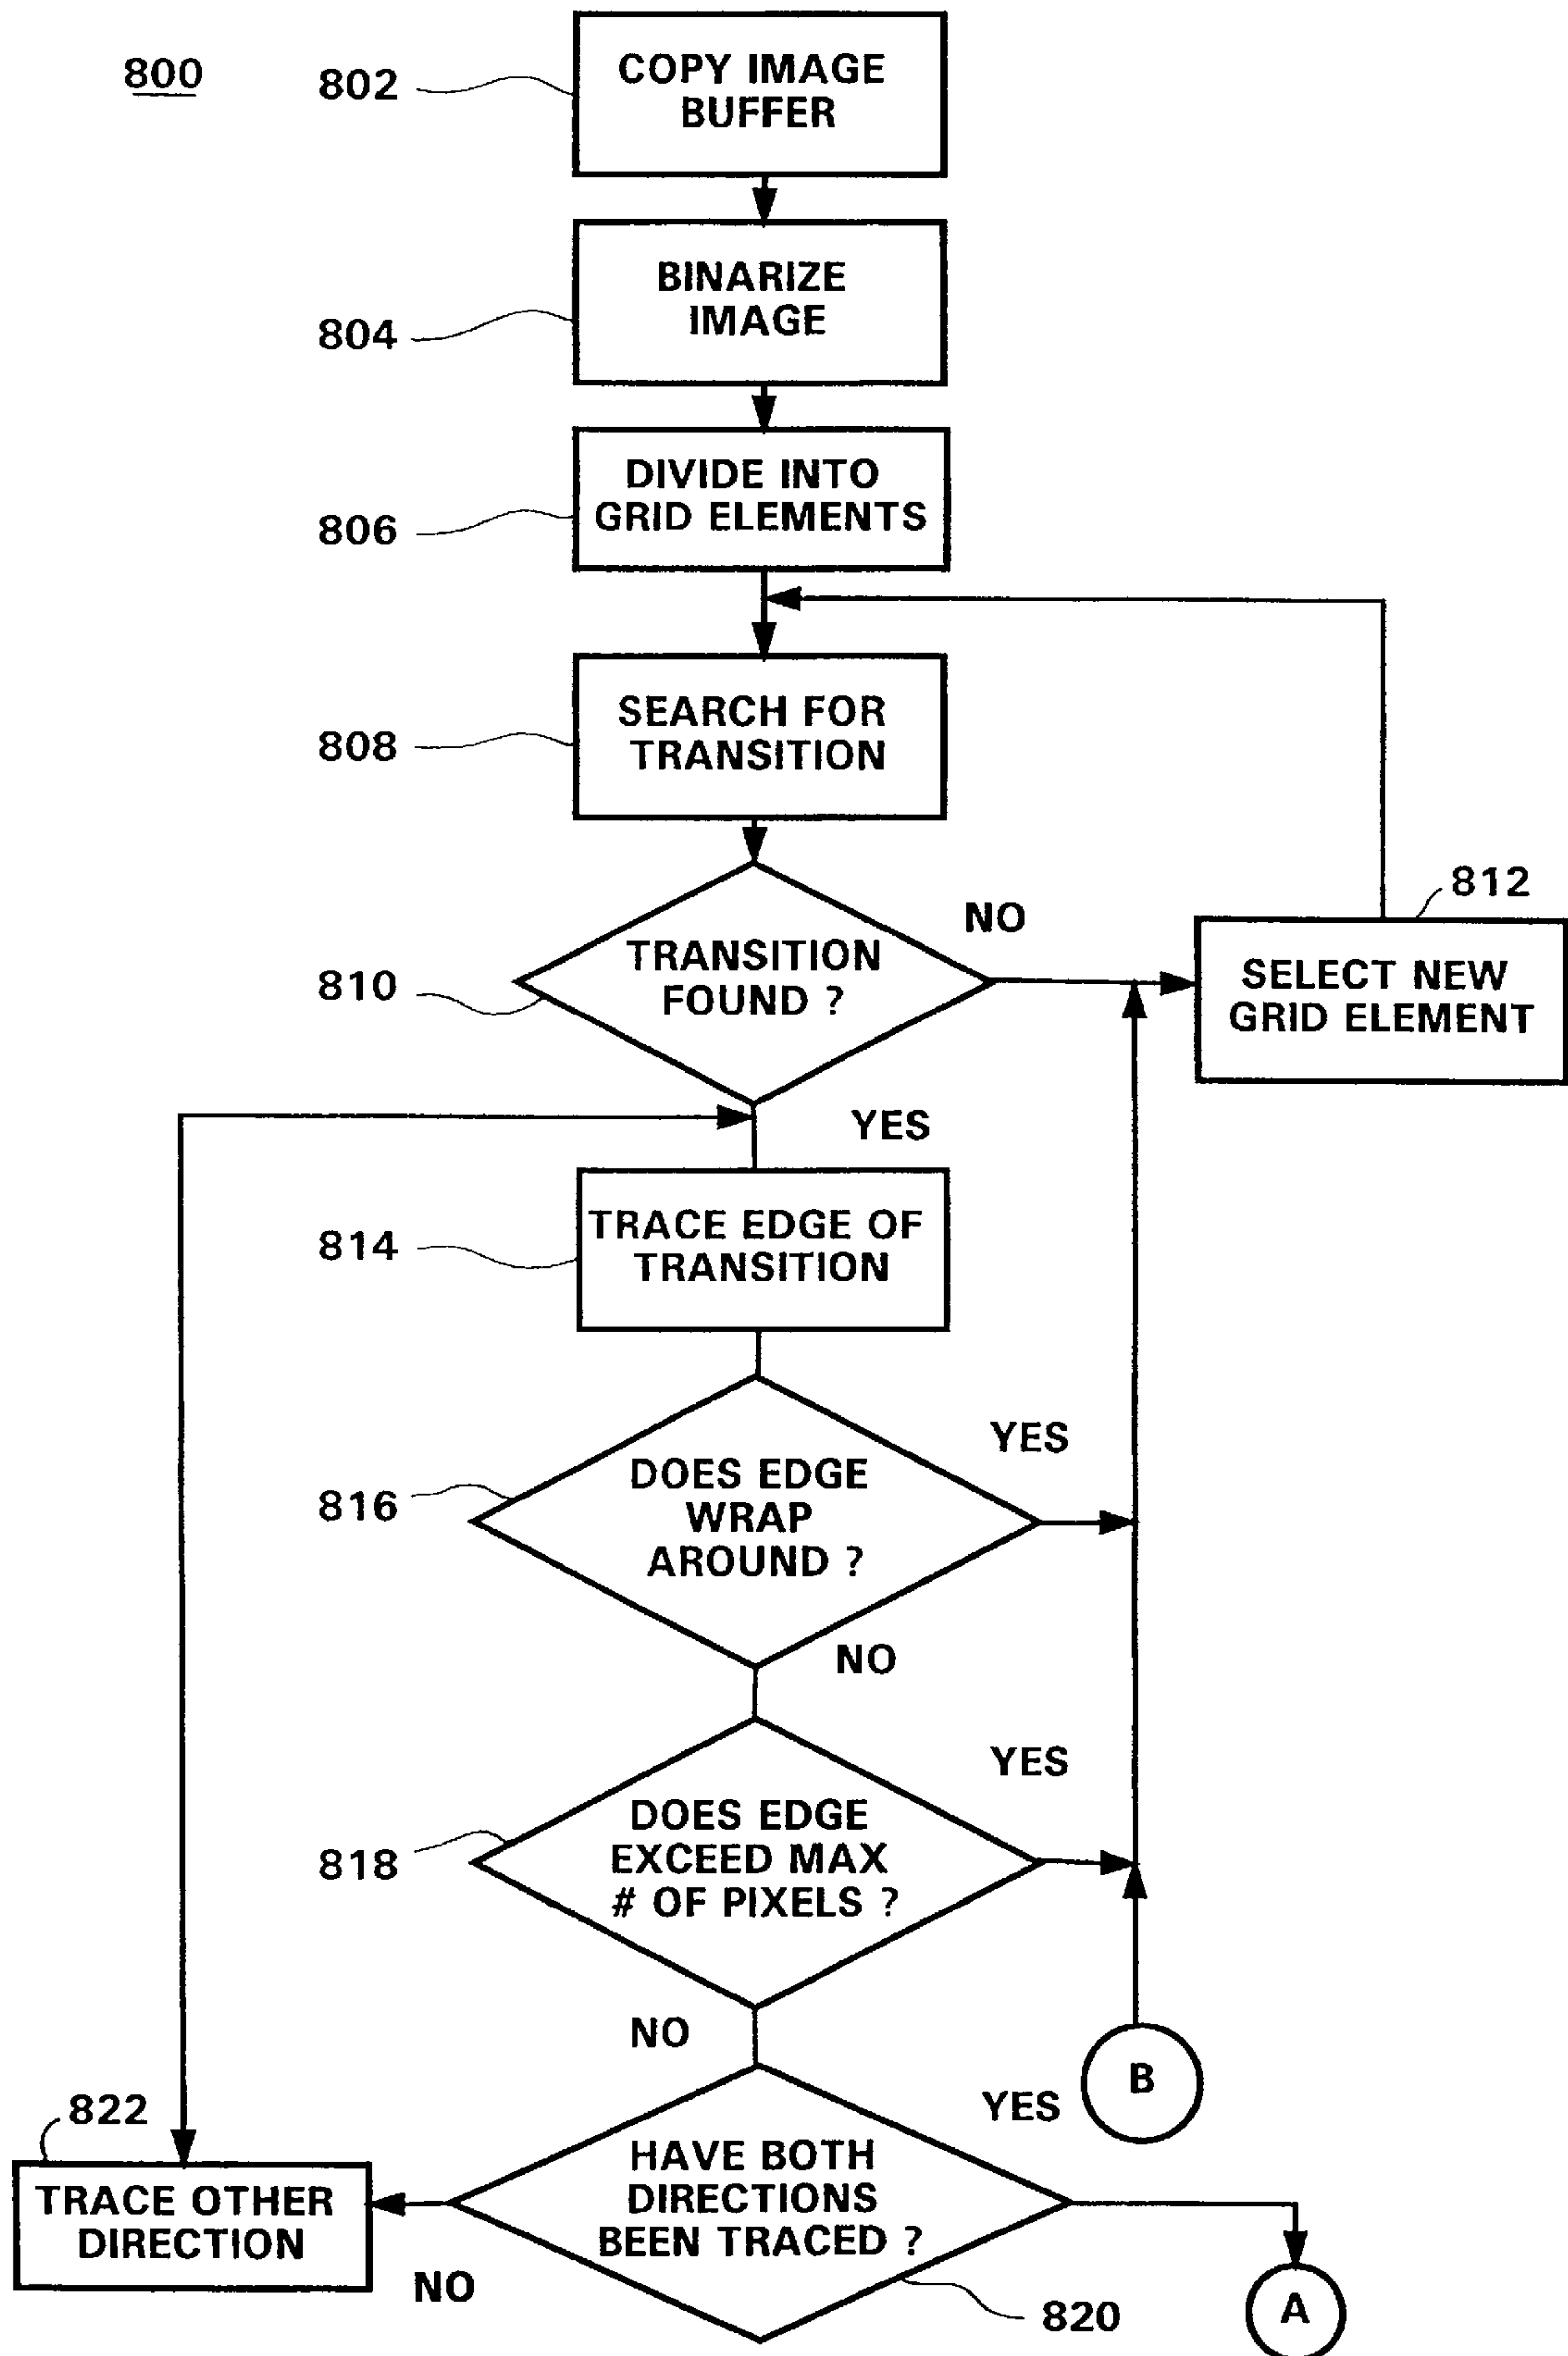 800
802
COPY IMAGE
BUFFER
804
BINARIZE
IMAGE
806
DIVIDE INTO
GRID ELEMENTS
808
SEARCH FOR
TRANSITION
810
TRANSITION
FOUND ?
NO
812
SELECT NEW
GRID ELEMENT
YES
814
TRACE EDGE OF
TRANSITION
816
DOES EDGE
WRAP
AROUND ?
YES
NO
818
DOES EDGE
EXCEED MAX
# OF PIXELS ?
YES
NO
B
822
TRACE OTHER
DIRECTION
HAVE BOTH
DIRECTIONS
BEEN TRACED ?
YES
NO
820
A